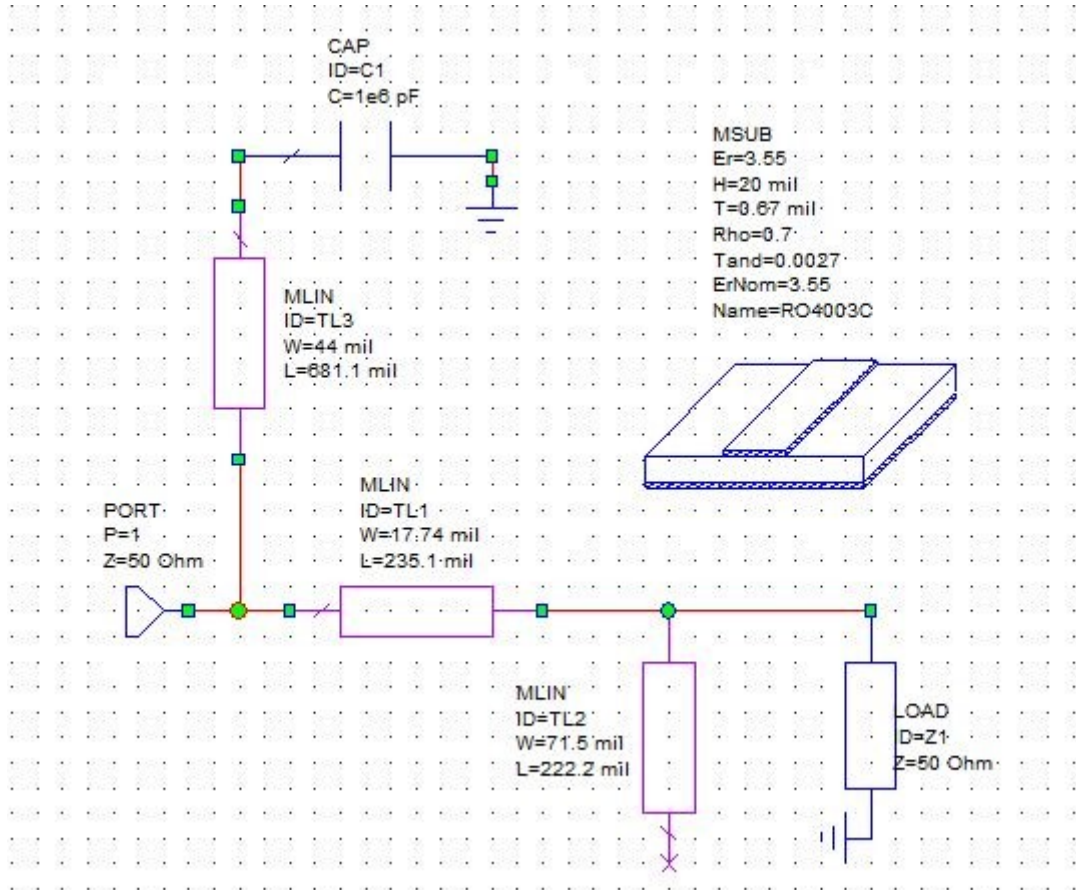 CAP
ID=C1
C=1e6 pF
MSUB
Er=3.55
H=20 mil
T=0.67 mil
Rho=0.7
Tand=0.0027
ErNom=3.55
Name=RO4003C
MLIN
ID=TL3
W=44 mil
L=681.1 mil
PORT
P=1
Z=50 Ohm
MLIN
ID=TL1
W=17.74 mil
L=235.1 mil
MLIN
ID=TL2
W=71.5 mil
L=222.2 mil
LOAD
ID=Z1
Z=50 Ohm